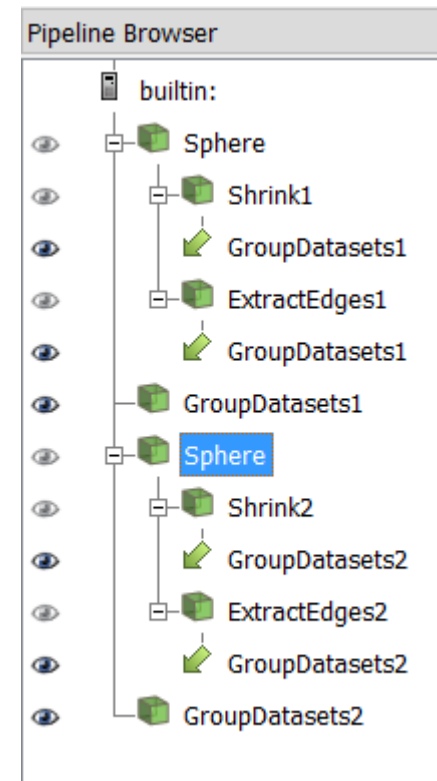 Pipeline Browser
builtin:
Sphere
Shrink1
GroupDatasets1
ExtractEdges1
GroupDatasets1
GroupDatasets1
Sphere
Shrink2
GroupDatasets2
ExtractEdges2
GroupDatasets2
GroupDatasets2